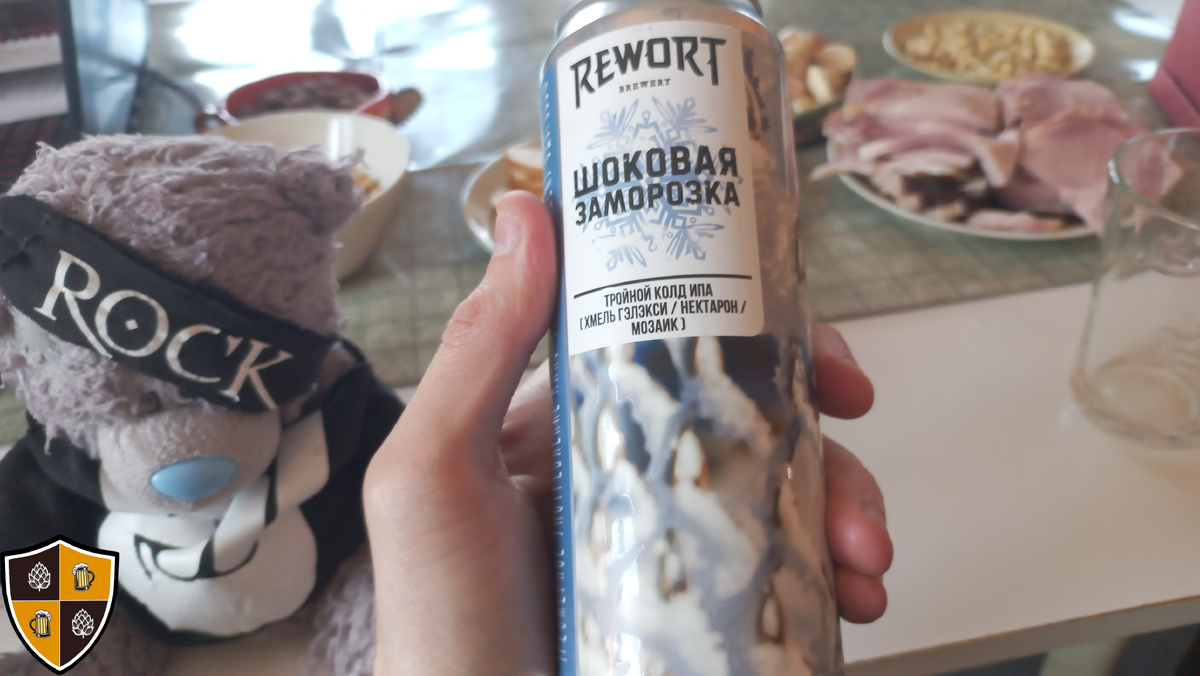 REWORT
BREWERY
ШОКОВАЯ
ЗАМОРОЗКА
ТРОЙНОЙ КОЛД ИПА
(ХМЕЛЬ ГЭЛЭКСИ / НЕКТАРОН /
МОЗАИК)
ROCK